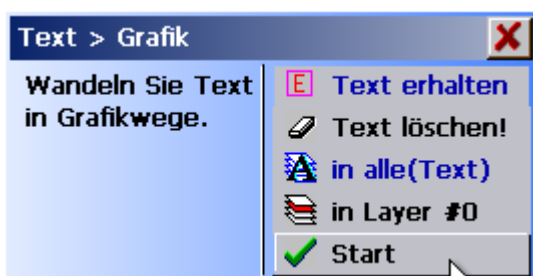 Text > Grafik
Wandeln Sie Text
in Grafikwege.
E Text erhalten
Text löschen!
A in alle(Text)
in Layer #0
Start